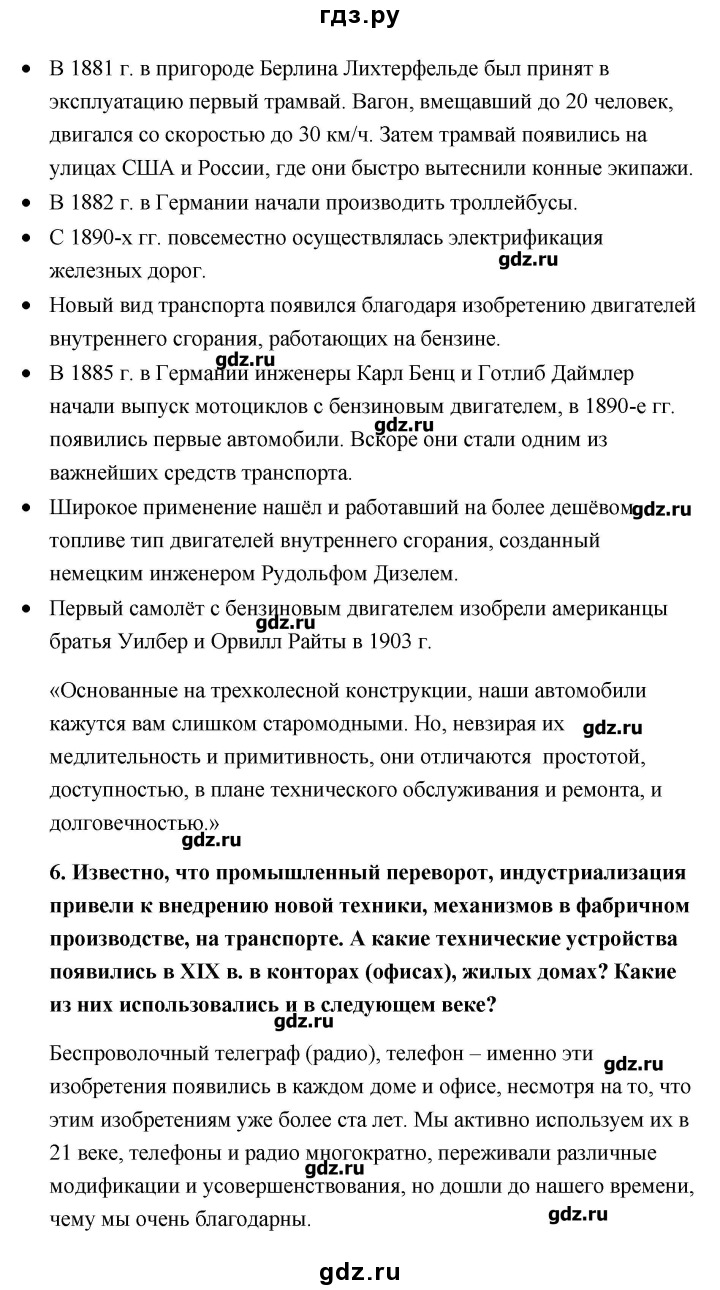 гдз.ру
• В 1881 г. в пригороде Берлина Лихтерфельде был принят в
эксплуатацию первый трамвай. Вагон, вмещавший до 20 человек,
двигался со скоростью до 30 км/ч. Затем трамвай появились на
улицах США и России, где они быстро вытеснили конные экипажи.
• В 1882 г. в Германии начали производить троллейбусы.
• С 1890-х гг. повсеместно осуществлялась электрификация
gdz.ru
железных дорог.
• Новый вид транспорта появился благодаря изобретению двигателей
внутреннего сгорания, работающих на бензине.
gdz.ru
• В 1885 г. в Германии инженеры Карл Бенц и Готлиб Даймлер
начали выпуск мотоциклов с бензиновым двигателем, в 1890-е гг.
gdz.ru
появились первые автомобили. Вскоре они стали одним из
важнейших средств транспорта.
• Широкое применение нашёл и работавший на более дешёвом
gdz.ru
топливе тип двигателей внутреннего сгорания, созданный
немецким инженером Рудольфом Дизелем.
• Первый самолёт с бензиновым двигателем изобрели американцы
gdz.ru
братья Уилбер и Орвилл Райты в 1903 г.
«Основанные на трехколесной конструкции, наши автомобили
кажутся вам слишком старомодными. Но, невзирая их
gdz.ru
медлительность и примитивность, они отличаются простотой,
доступностью, в плане технического обслуживания и ремонта, и
долговечностью.»
gdz.ru
6. Известно, что промышленный переворот, индустриализация
привели к внедрению новой техники, механизмов в фабричном
производстве, на транспорте. А какие технические устройства
появились в XIX в. в конторах (офисах), жилых домах? Какие
из них использовались и в следующем веке?
gdz.ru
Беспроволочный телеграф (радио), телефон – именно эти
gdz.ru
изобретения появились в каждом доме и офисе, несмотря на то, что
этим изобретениям уже более ста лет. Мы активно используем их в
21 веке, телефоны и радио многократно, переживали различные
gdz.ru
модификации и усовершенствования, но дошли до нашего времени,
чему мы очень благодарны.
gdz.ru
gdz.ru